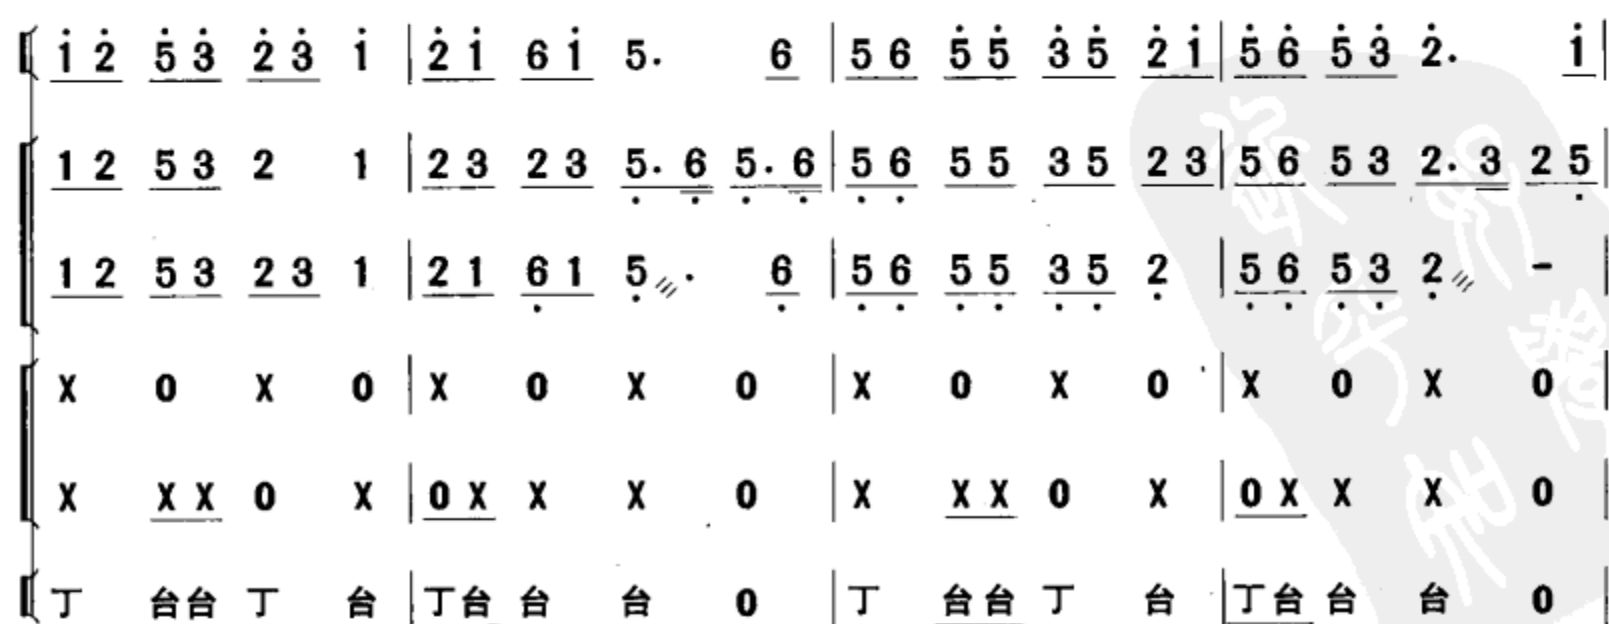 1̇ 2̇ 5̇ 3̇ 2̇ 3̇ 1̇ | 2̇ 1̇ 6 1̇ 5. 6 | 5 6 5̇ 5̇ 3̇ 5̇ 2̇ 1̇ | 5̇ 6̇ 5̇ 3̇ 2̇. 1̇ |
1 2 5 3 2 1 | 2 3 2 3 5̣. 6̣ 5̣. 6̣ | 5̣ 6̣ 5 5 3 5 2 3 | 5 6 5 3 2. 3 2 5̣ |
1 2 5 3 2 3 1 | 2 1 6̣ 1 5̣ . 6̣ | 5̣ 6̣ 5̣ 5̣ 3̣ 5̣ 2̣ | 5̣ 6̣ 5̣ 3̣ 2̣ - |
X 0 X 0 | X 0 X 0 | X 0 X 0 | X 0 X 0 |
X X X 0 X | 0 X X X 0 | X X X 0 X | 0 X X X 0 |
丁 台台 丁 台 | 丁台 台 台 0 | 丁 台台 丁 台 | 丁台 台 台 0 |